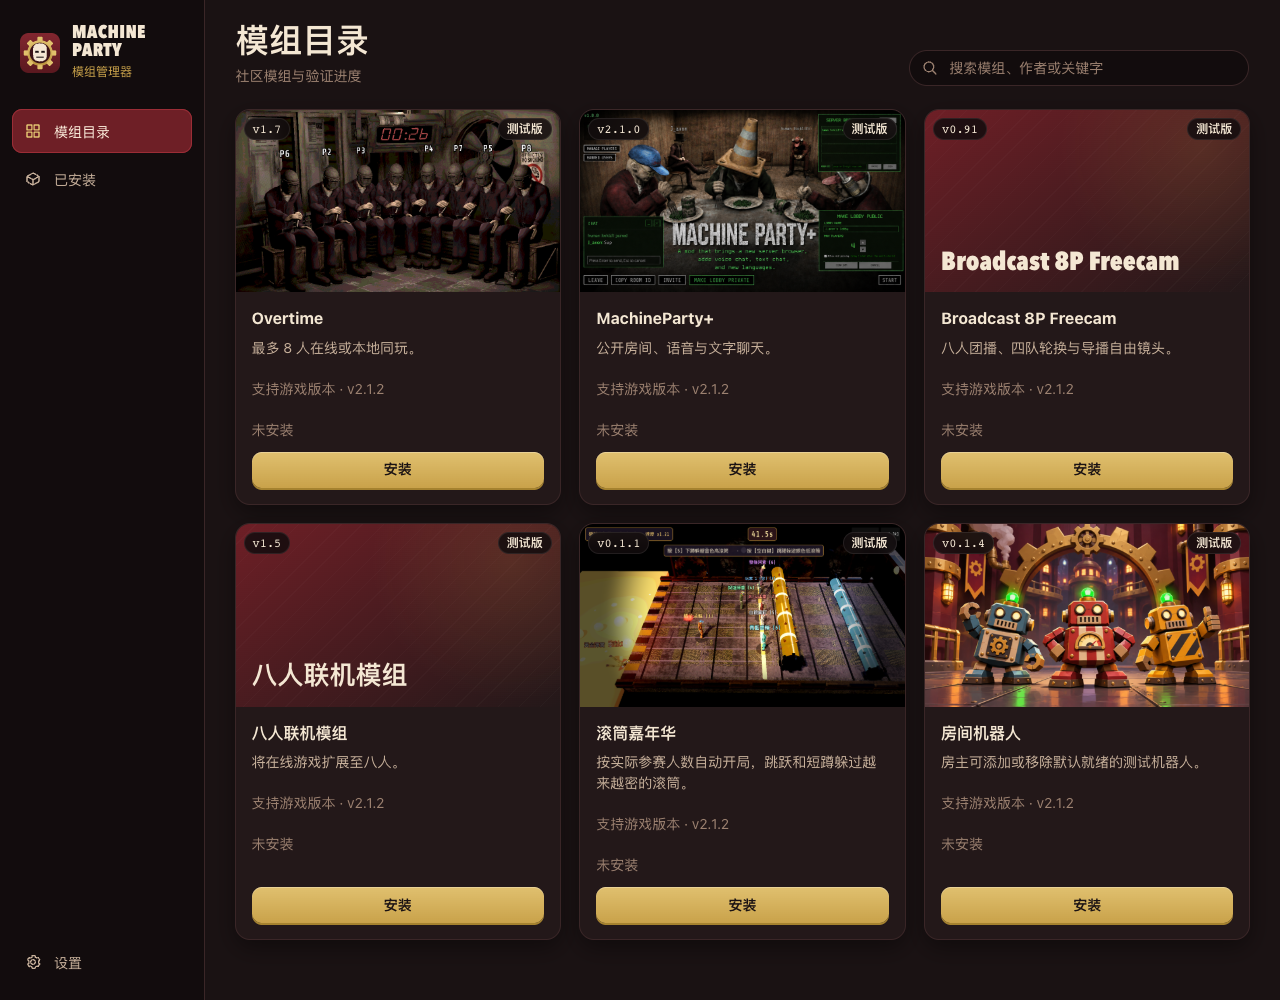 MACHINE
PARTY
模组管理器
模组目录
已安装
设置
模组目录
社区模组与验证进度
搜索模组、作者或关键字
v1.7
测试版
00:26
P6
P2
P3
P4
P7
P5
P8
Overtime
最多 8 人在线或本地同玩。
支持游戏版本 · v2.1.2
未安装
安装
v2.1.0
测试版
CHAT
MAKE LOBBY PUBLIC
MACHINE PARTY+
A mod that brings a new server browser,
some voice chat, text chat,
and new languages.
LEAVE
COPY ROOM ID
INVITE
MAKE LOBBY PRIVATE
START
MachineParty+
公开房间、语音与文字聊天。
支持游戏版本 · v2.1.2
未安装
安装
v0.91
测试版
Broadcast 8P Freecam
Broadcast 8P Freecam
八人团播、四队轮换与导播自由镜头。
支持游戏版本 · v2.1.2
未安装
安装
v1.5
测试版
八人联机模组
八人联机模组
将在线游戏扩展至八人。
支持游戏版本 · v2.1.2
未安装
安装
v0.1.1
测试版
41.5s
滚筒嘉年华
按实际参赛人数自动开局，跳跃和短蹲躲过越
来越密的滚筒。
支持游戏版本 · v2.1.2
未安装
安装
v0.1.4
测试版
房间机器人
房主可添加或移除默认就绪的测试机器人。
支持游戏版本 · v2.1.2
未安装
安装